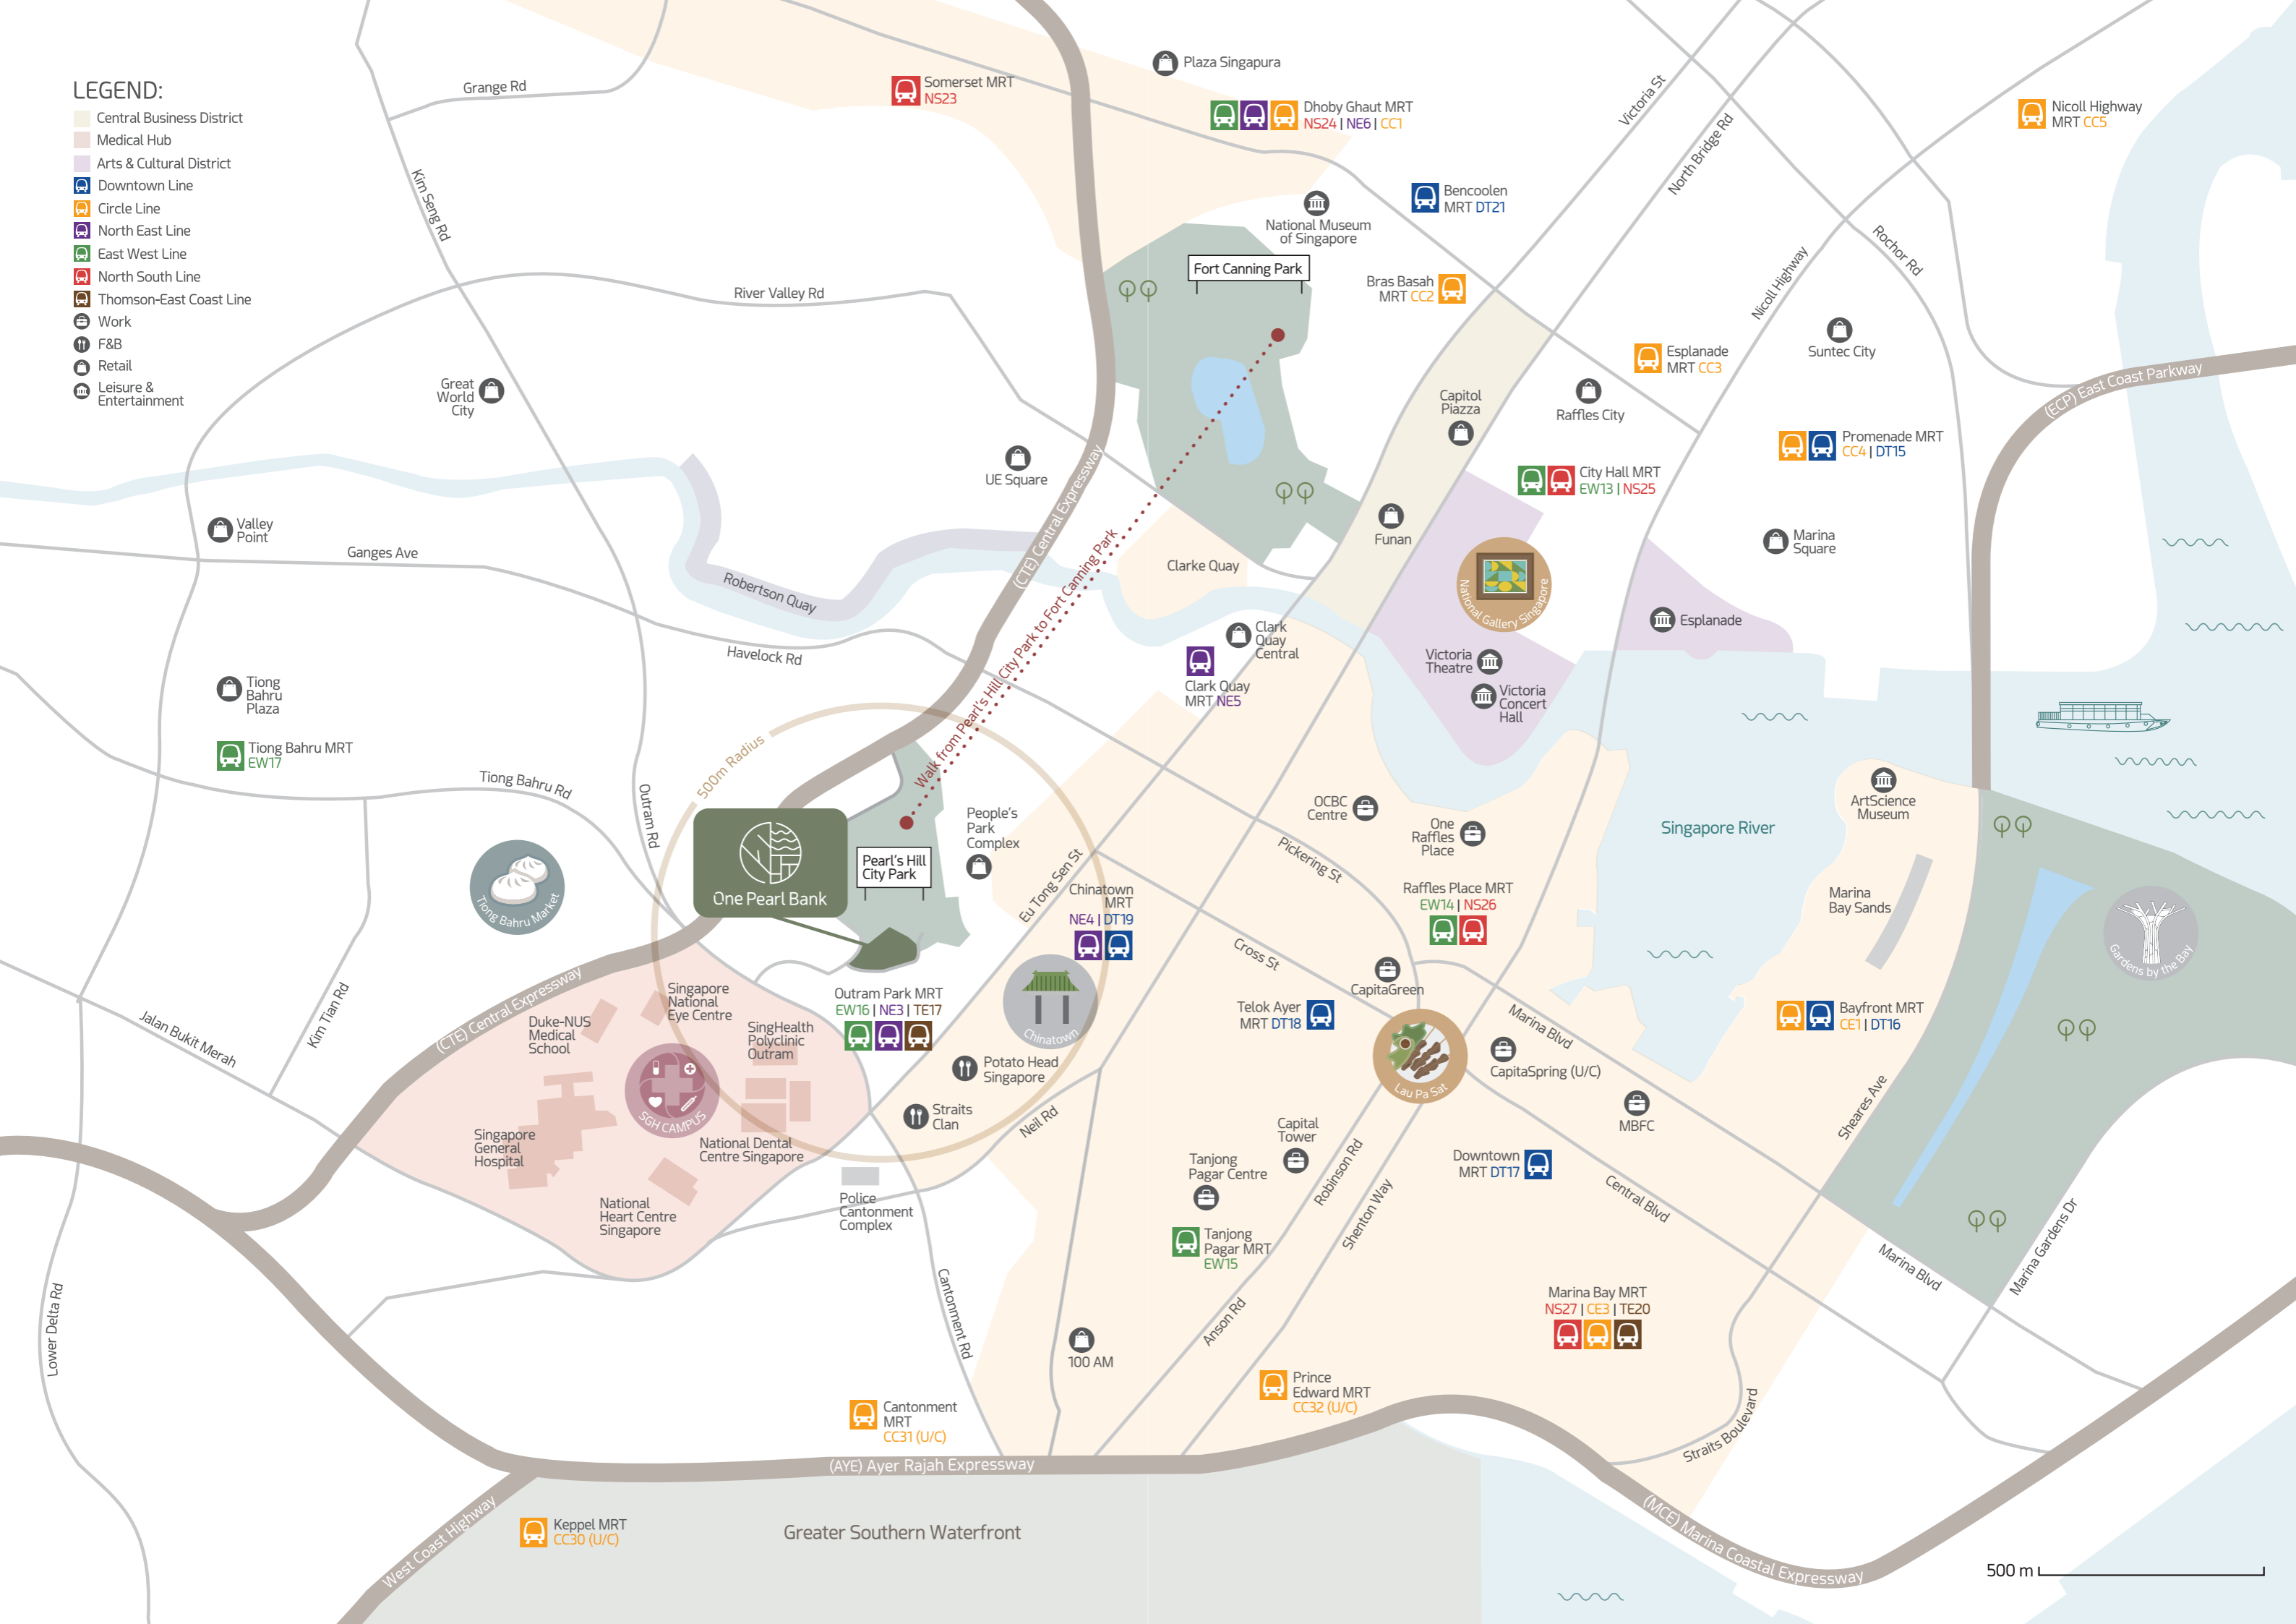 LEGEND:
Central Business District
Medical Hub
Arts & Cultural District
Downtown Line
Circle Line
North East Line
East West Line
North South Line
Thomson-East Coast Line
Work
F&B
Retail
Leisure &
Entertainment
Grange Rd
Kim Seng Rd
River Valley Rd
Great
World
City
Somerset MRT
NS23
Plaza Singapura
Dhoby Ghaut MRT
NS24 | NE6 | CC1
National Museum
of Singapore
Bencoolen
MRT DT21
Fort Canning Park
Bras Basah
MRT CC2
Victoria St
North Bridge Rd
Nicoll Highway
Rochor Rd
Nicoll Highway
MRT CC5
Esplanade
MRT CC3
Suntec City
(ECP) East Coast Parkway
Capitol
Piazza
Raffles City
Promenade MRT
CC4 | DT15
City Hall MRT
EW13 | NS25
Marina
Square
UE Square
(CTE) Central Expressway
Funan
National Gallery Singapore
Esplanade
Victoria
Theatre
Victoria
Concert
Hall
Valley
Point
Ganges Ave
Robertson Quay
Clarke Quay
Havelock Rd
Clark
Quay
Central
Clark Quay
MRT NE5
Walk from Pearl's Hill City Park to Fort Canning Park
Tiong
Bahru
Plaza
Tiong Bahru MRT
EW17
Tiong Bahru Rd
Outram Rd
500m Radius
One Pearl Bank
Pearl's Hill
City Park
People's
Park
Complex
Eu Tong Sen St
Chinatown
MRT
NE4 | DT19
Chinatown
Tiong Bahru Market
OCBC
Centre
One
Raffles
Place
Pickering St
Raffles Place MRT
EW14 | NS26
Cross St
CapitaGreen
Telok Ayer
MRT DT18
Lau Pa Sat
Singapore River
ArtScience
Museum
Marina
Bay Sands
Gardens by the Bay
Bayfront MRT
CE1 | DT16
Marina Blvd
CapitaSpring (U/C)
MBFC
Sheares Ave
Jalan Bukit Merah
Kim Tian Rd
(CTE) Central Expressway
Singapore
National
Eye Centre
Duke-NUS
Medical
School
SingHealth
Polyclinic
Outram
SGH CAMPUS
Outram Park MRT
EW16 | NE3 | TE17
Potato Head
Singapore
Straits
Clan
Neil Rd
Singapore
General
Hospital
National Dental
Centre Singapore
National
Heart Centre
Singapore
Police
Cantonment
Complex
Capital
Tower
Tanjong
Pagar Centre
Robinson Rd
Shenton Way
Downtown
MRT DT17
Central Blvd
Tanjong
Pagar MRT
EW15
Marina Blvd
Marina Gardens Dr
Lower Delta Rd
Cantonment Rd
Anson Rd
100 AM
Marina Bay MRT
NS27 | CE3 | TE20
Prince
Edward MRT
CC32 (U/C)
Cantonment
MRT
CC31 (U/C)
Straits Boulevard
(AYE) Ayer Rajah Expressway
(MCE) Marina Coastal Expressway
West Coast Highway
Keppel MRT
CC30 (U/C)
Greater Southern Waterfront
500 m